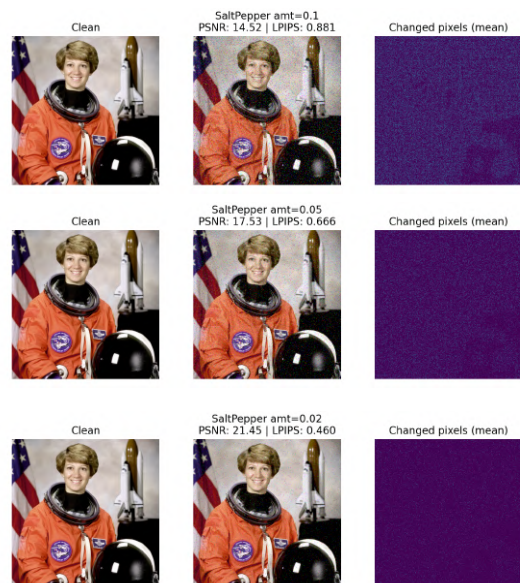 Clean
SaltPepper amt=0.1
PSNR: 14.52 | LPIPS: 0.881
Changed pixels (mean)
Clean
SaltPepper amt=0.05
PSNR: 17.53 | LPIPS: 0.666
Changed pixels (mean)
Clean
SaltPepper amt=0.02
PSNR: 21.45 | LPIPS: 0.460
Changed pixels (mean)